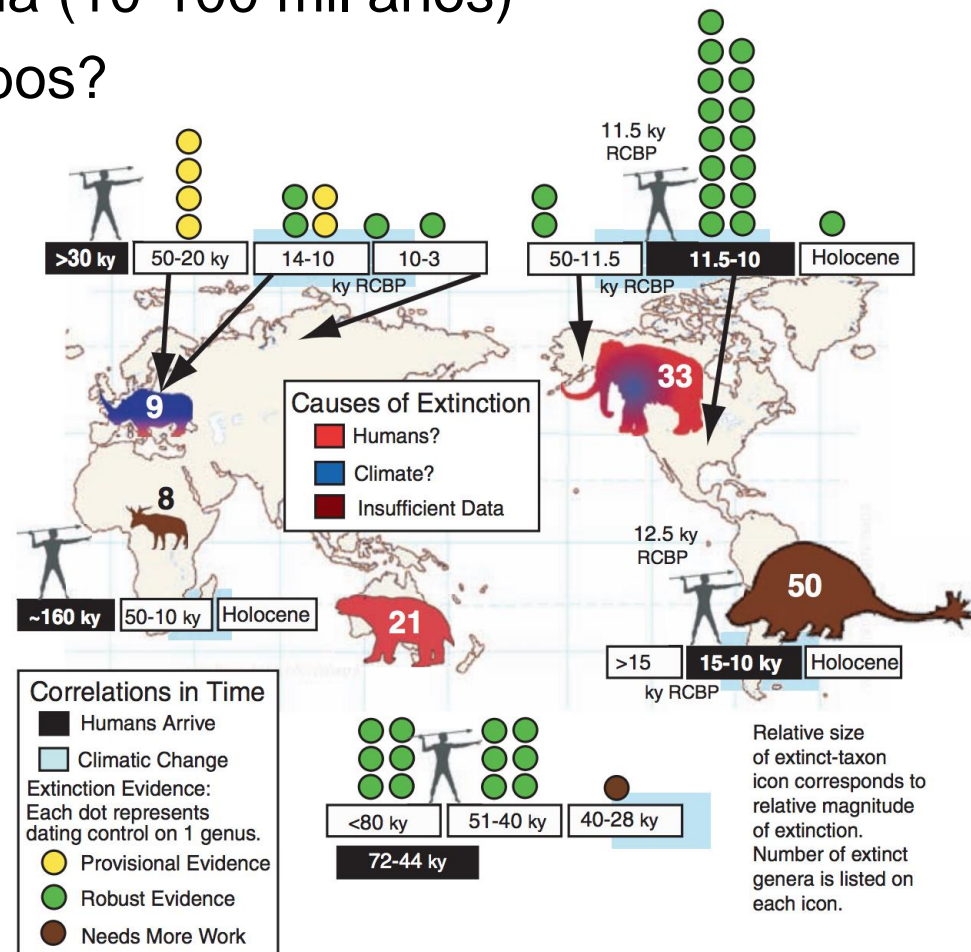 (10-100 mil años)
11.5 ky
RCBP
>30 ky
50-20 ky
14-10
10-3
ky RCBP
50-11.5
11.5-10
Holocene
ky RCBP
9
33
Causes of Extinction
Humans?
Climate?
Insufficient Data
8
12.5 ky
RCBP
50
~160 ky
50-10 ky
Holocene
21
>15
15-10 ky
Holocene
ky RCBP
Correlations in Time
Humans Arrive
Climatic Change
Extinction Evidence:
Each dot represents
dating control on 1 genus.
Provisional Evidence
Robust Evidence
Needs More Work
<80 ky
51-40 ky
40-28 ky
72-44 ky
Relative size
of extinct-taxon
icon corresponds to
relative magnitude
of extinction.
Number of extinct
genera is listed on
each icon.